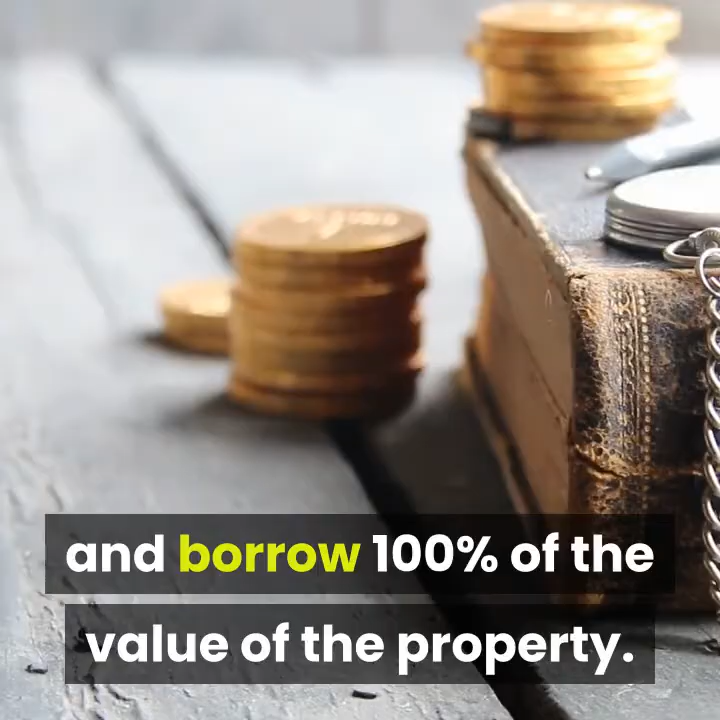 and borrow 100% of the
value of the property.